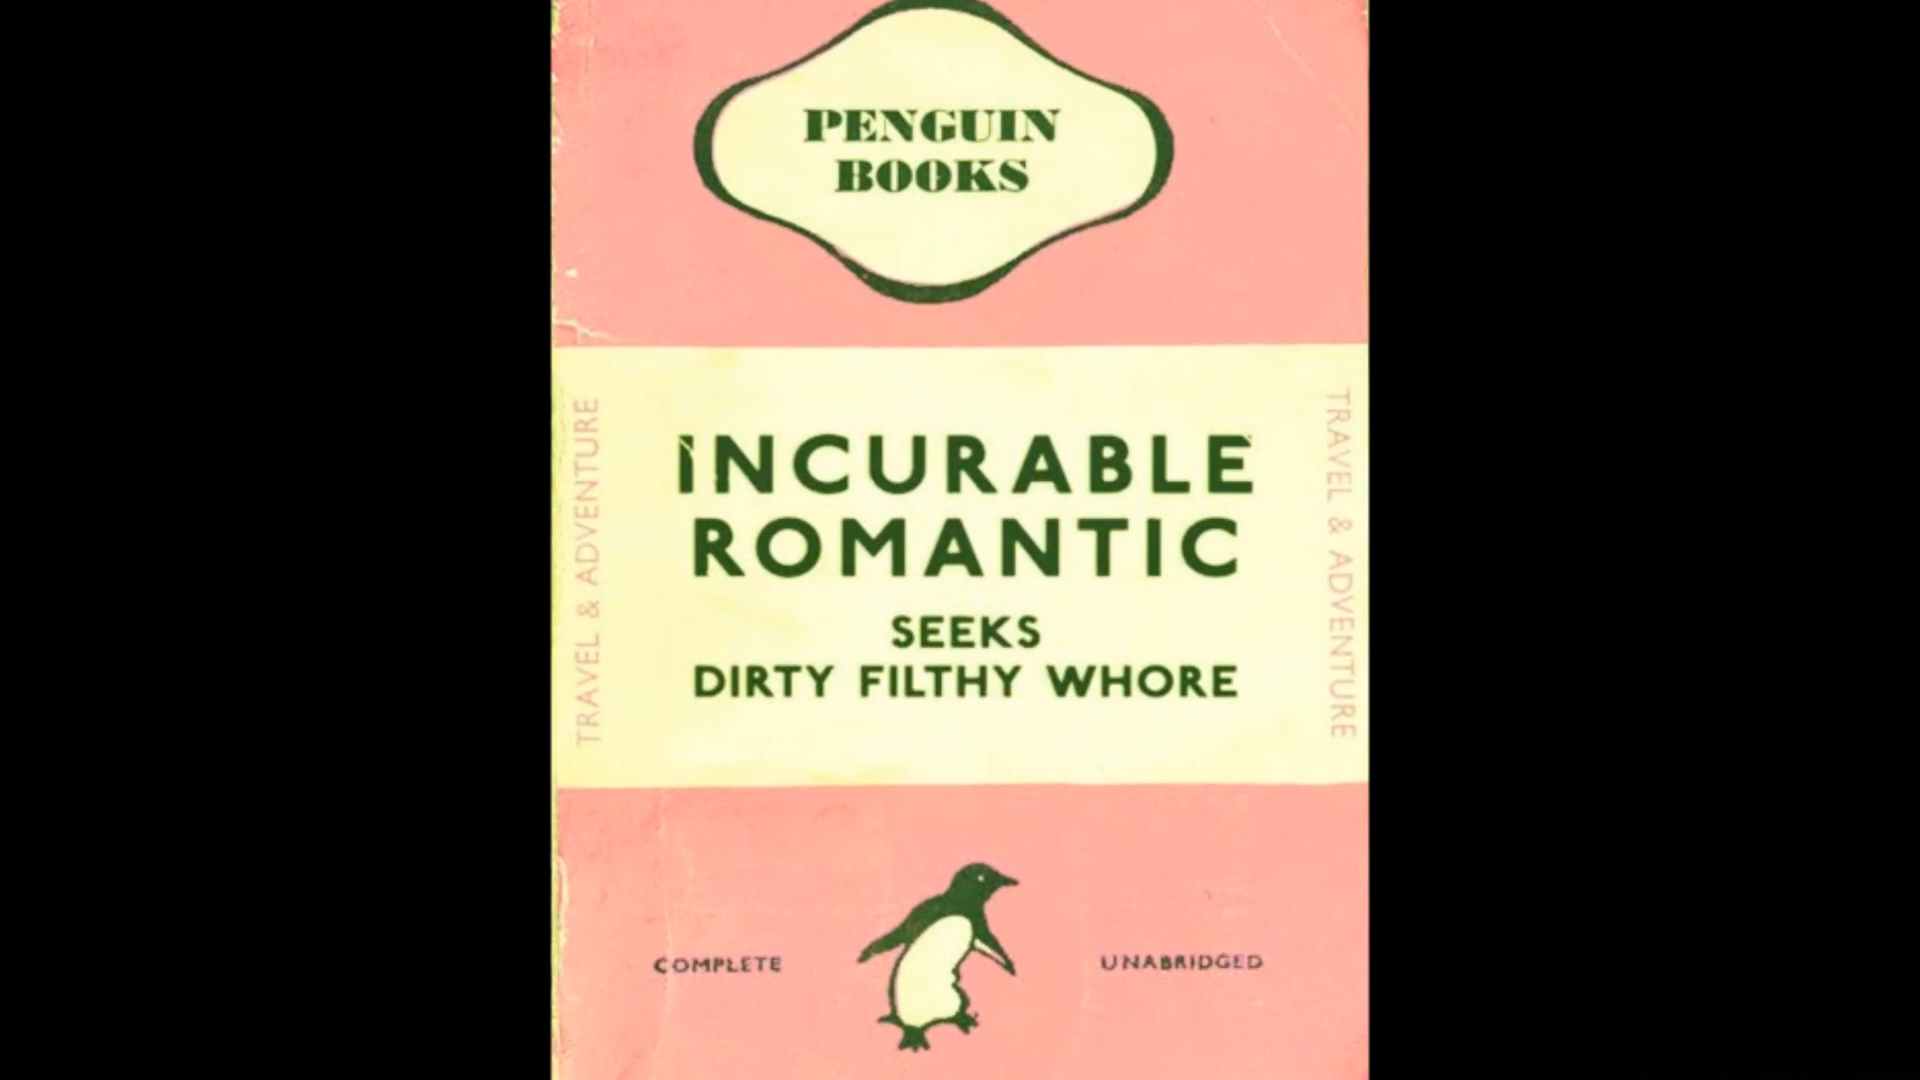 PENGUIN
BOOKS
TRAVEL & ADVENTURE
INCURABLE
ROMANTIC
SEEKS
DIRTY FILTHY WHORE
TRAVEL & ADVENTURE
COMPLETE
UNABRIDGED